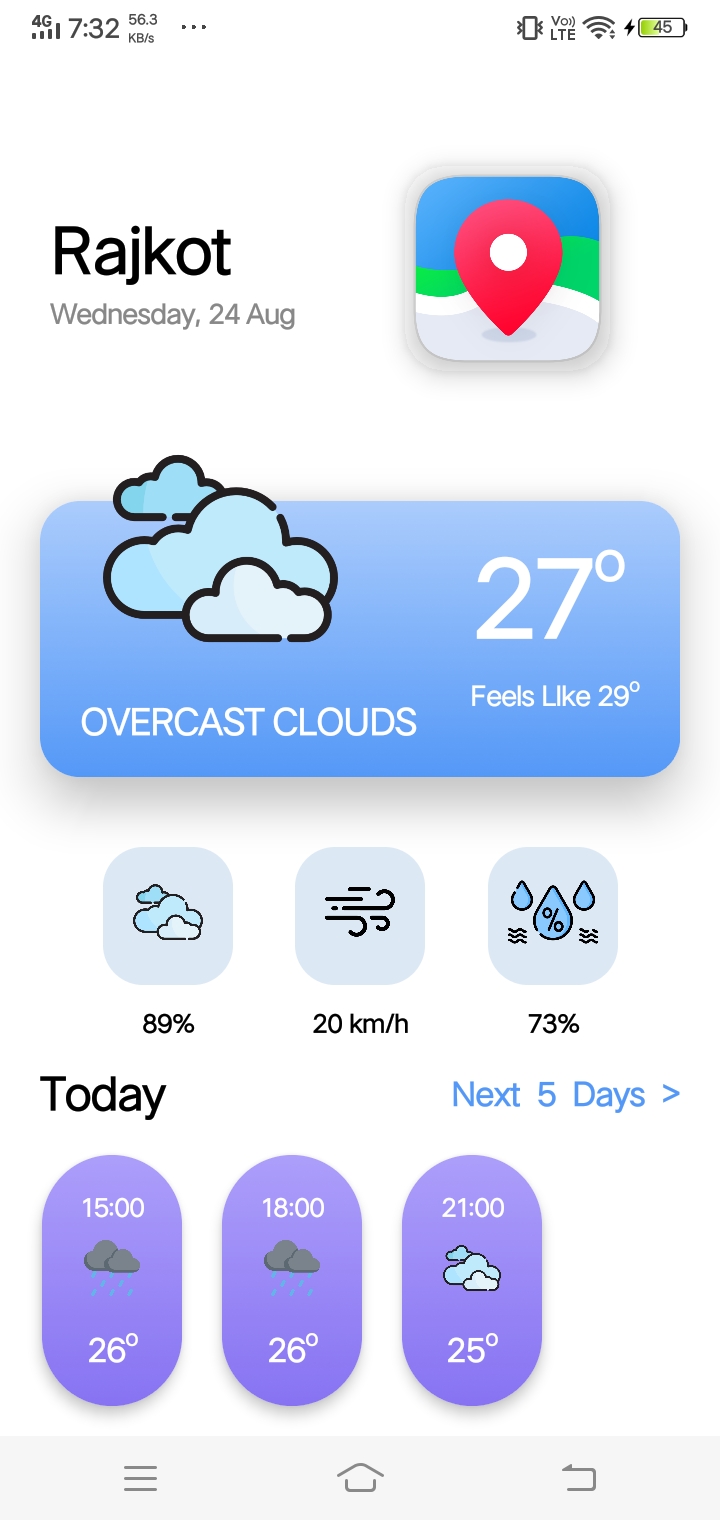 4G 7:32 56.3 KB/s ... Vo)) LTE 45
Rajkot
Wednesday, 24 Aug
27°
Feels LIke 29°
OVERCAST CLOUDS
%
89% 20 km/h 73%
Today Next 5 Days >
15:00 18:00 21:00
26° 26° 25°